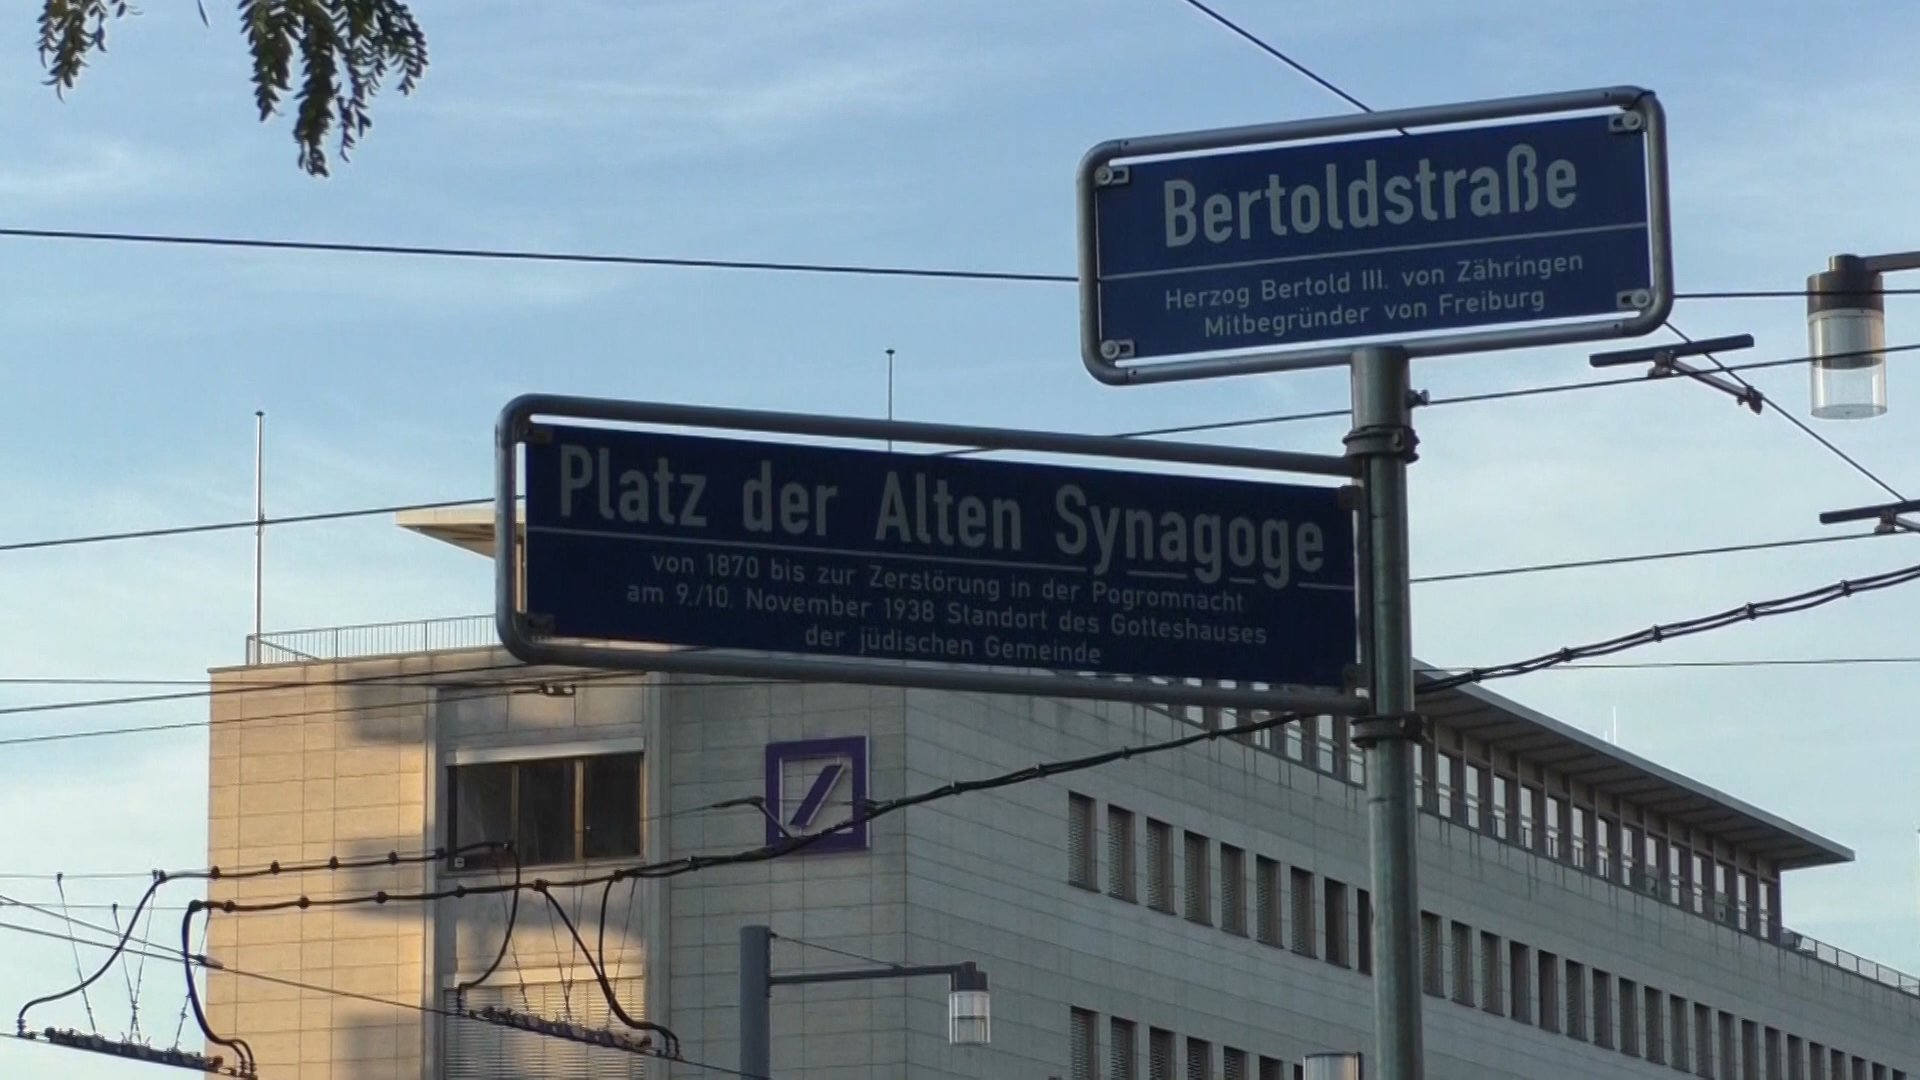 Bertoldstraße
Herzog Bertold III. von Zähringen
Mitbegründer von Freiburg
Platz der Alten Synagoge
von 1870 bis zur Zerstörung in der Pogromnacht
am 9./10. November 1938 Standort des Gotteshauses
der jüdischen Gemeinde